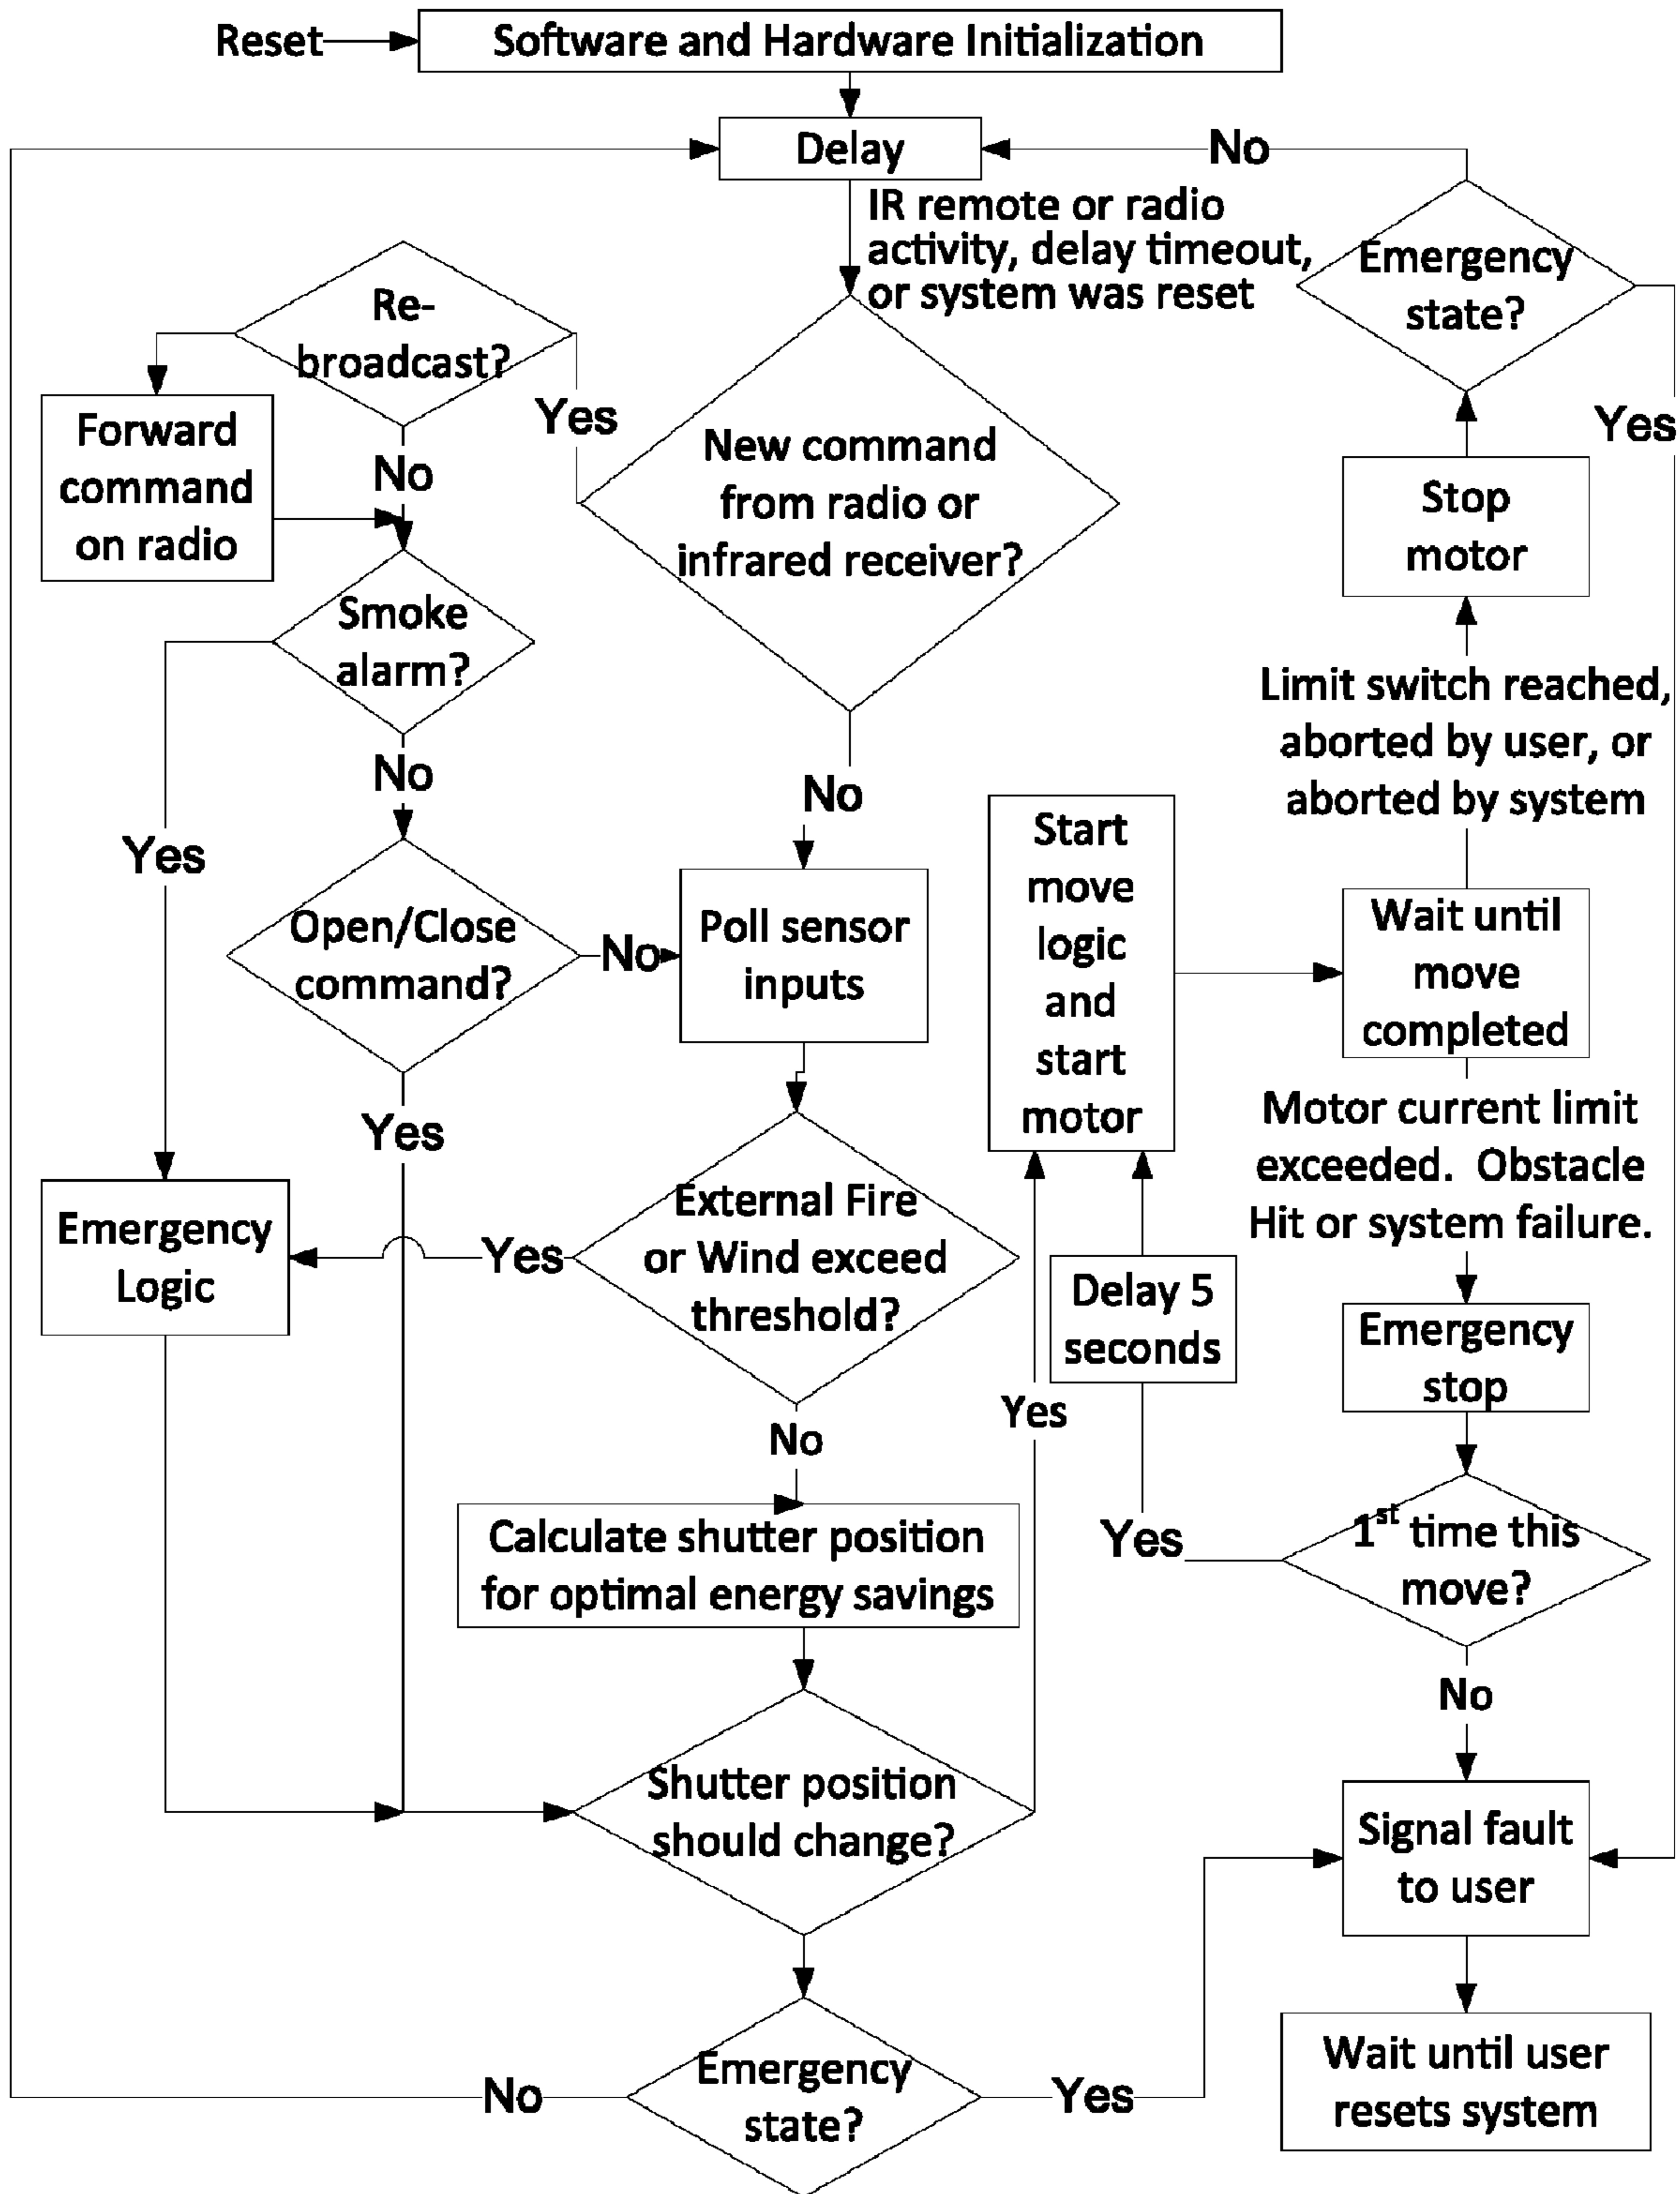 Reset
Software and Hardware Initialization
Delay
No
IR remote or radio
activity, delay timeout,
or system was reset
Emergency
state?
Yes
Re-
broadcast?
Yes
Forward
command
on radio
No
New command
from radio or
infrared receiver?
Stop
motor
Smoke
alarm?
Limit switch reached,
aborted by user, or
aborted by system
No
No
Yes
Start
move
logic
and
start
motor
Wait until
move
completed
Open/Close
command?
No
Poll sensor
inputs
Yes
Motor current limit
exceeded. Obstacle
Hit or system failure.
Emergency
Logic
Yes
External Fire
or Wind exceed
threshold?
Delay 5
seconds
Emergency
stop
Yes
No
Calculate shutter position
for optimal energy savings
Yes
1st time this
move?
No
Shutter position
should change?
Signal fault
to user
No
Emergency
state?
Yes
Wait until user
resets system